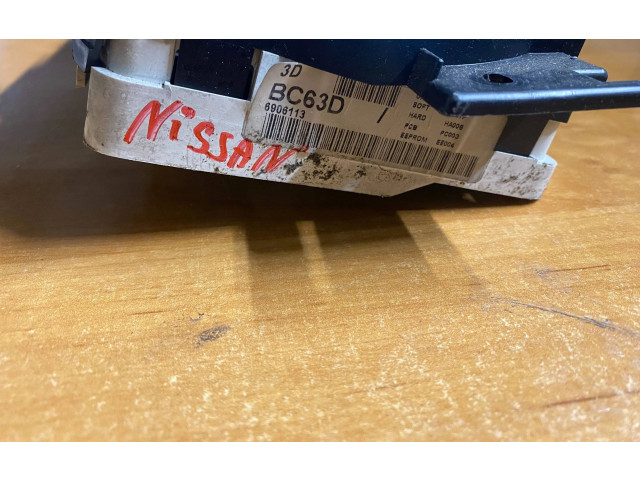 NiSSAN
3D
BC63D /
6906113
SOFT
HARD HA006
PCB PC003
EEPROM EE004